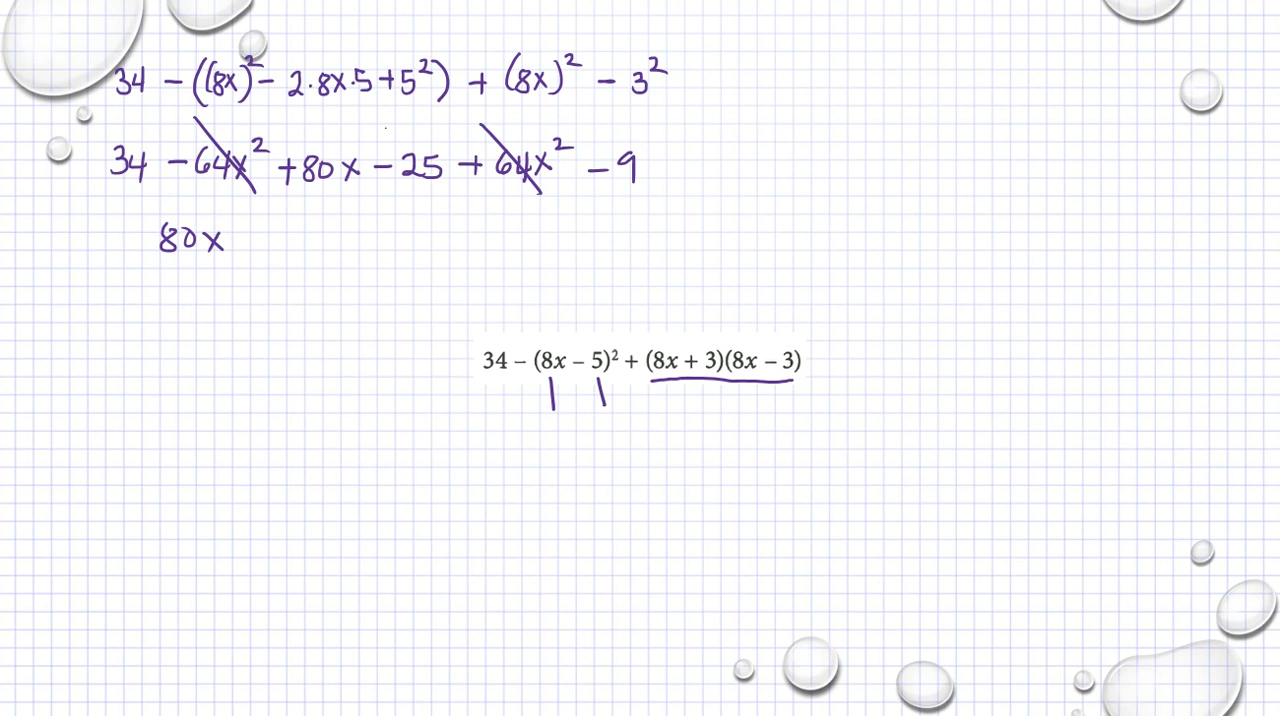 34 - ((8x)² - 2·8x·5 + 5²) + (8x)² - 3²
34 - 64x² + 80x - 25 + 64x² - 9
80x
34 – (8x – 5)² + (8x + 3)(8x – 3)